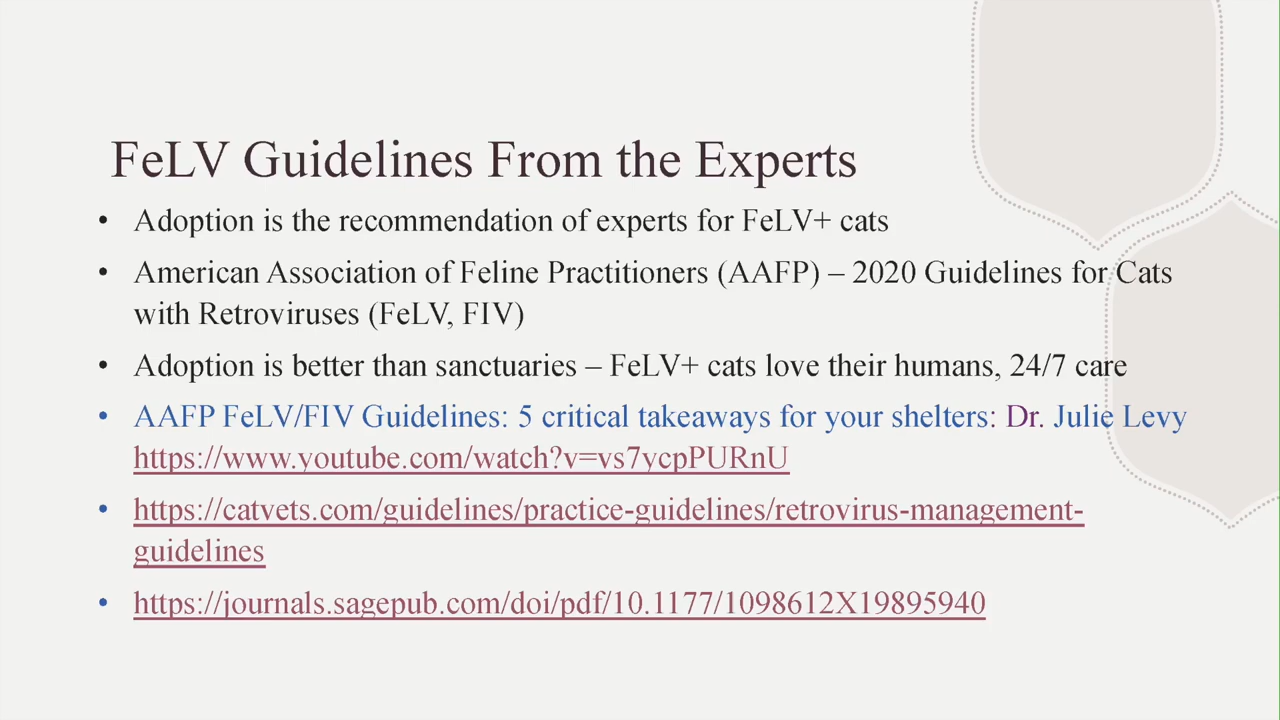 FeLV Guidelines From the Experts
• Adoption is the recommendation of experts for FeLV+ cats
• American Association of Feline Practitioners (AAFP) – 2020 Guidelines for Cats
with Retroviruses (FeLV, FIV)
• Adoption is better than sanctuaries – FeLV+ cats love their humans, 24/7 care
• AAFP FeLV/FIV Guidelines: 5 critical takeaways for your shelters: Dr. Julie Levy
https://www.youtube.com/watch?v=vs7ycpPURnU
• https://catvets.com/guidelines/practice-guidelines/retrovirus-management-
guidelines
• https://journals.sagepub.com/doi/pdf/10.1177/1098612X19895940